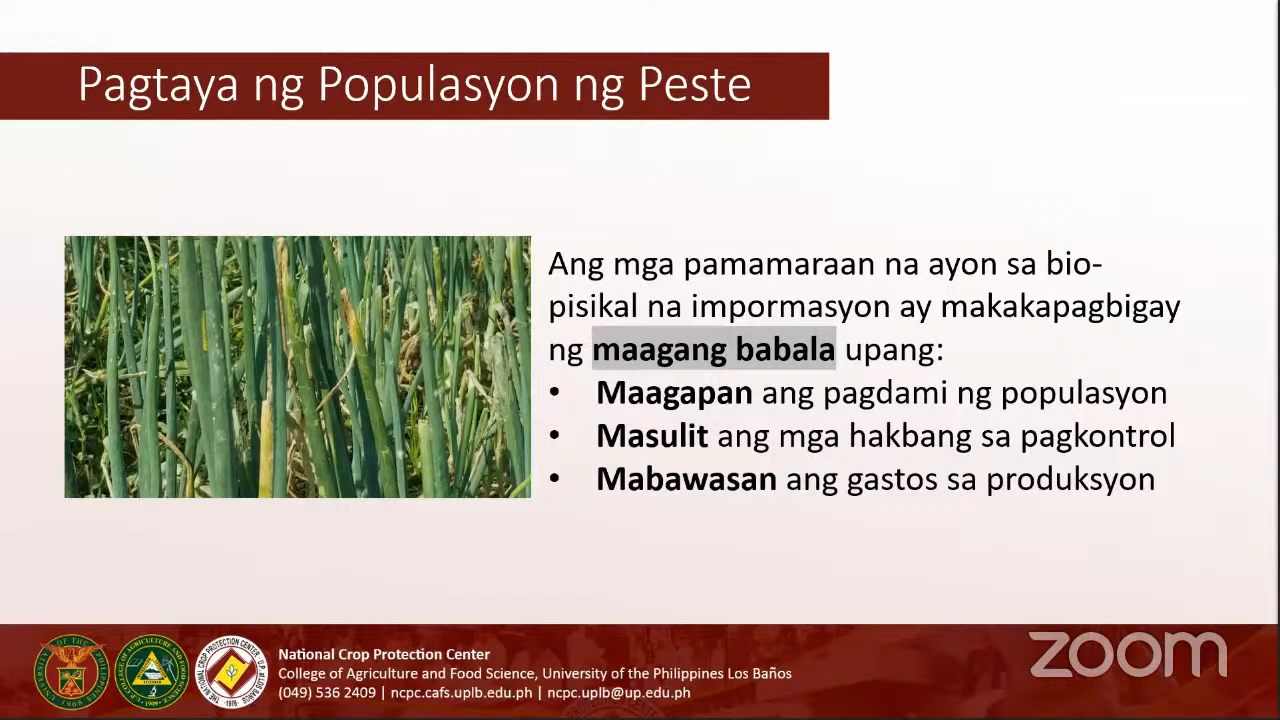 Pagtaya ng Populasyon ng Peste
Ang mga pamamaraan na ayon sa bio-
pisikal na impormasyon ay makakapagbigay
ng maagang babala upang:
• Maagapan ang pagdami ng populasyon
• Masulit ang mga hakbang sa pagkontrol
• Mabawasan ang gastos sa produksyon
National Crop Protection Center
College of Agriculture and Food Science, University of the Philippines Los Baños
(049) 536 2409 | ncpc.cafs.uplb.edu.ph | ncpc.uplb@up.edu.ph
zoom